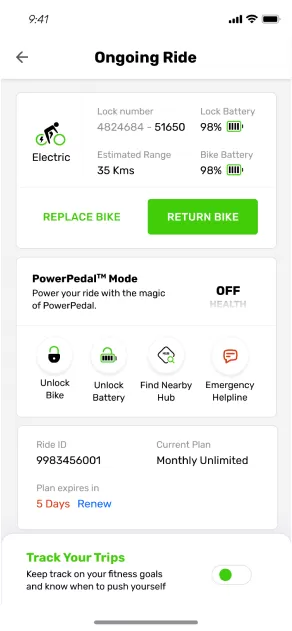 9:41
Ongoing Ride
Lock number
Lock Battery
4824684 - 51650
98%
Electric
Estimated Range
Bike Battery
35 Kms
98%
REPLACE BIKE
RETURN BIKE
PowerPedal™ Mode
Power your ride with the magic
of PowerPedal.
OFF
HEALTH
Unlock
Bike
Unlock
Battery
Find Nearby
Hub
Emergency
Helpline
Ride ID
Current Plan
9983456001
Monthly Unlimited
Plan expires in
5 Days Renew
Track Your Trips
Keep track on your fitness goals
and know when to push yourself